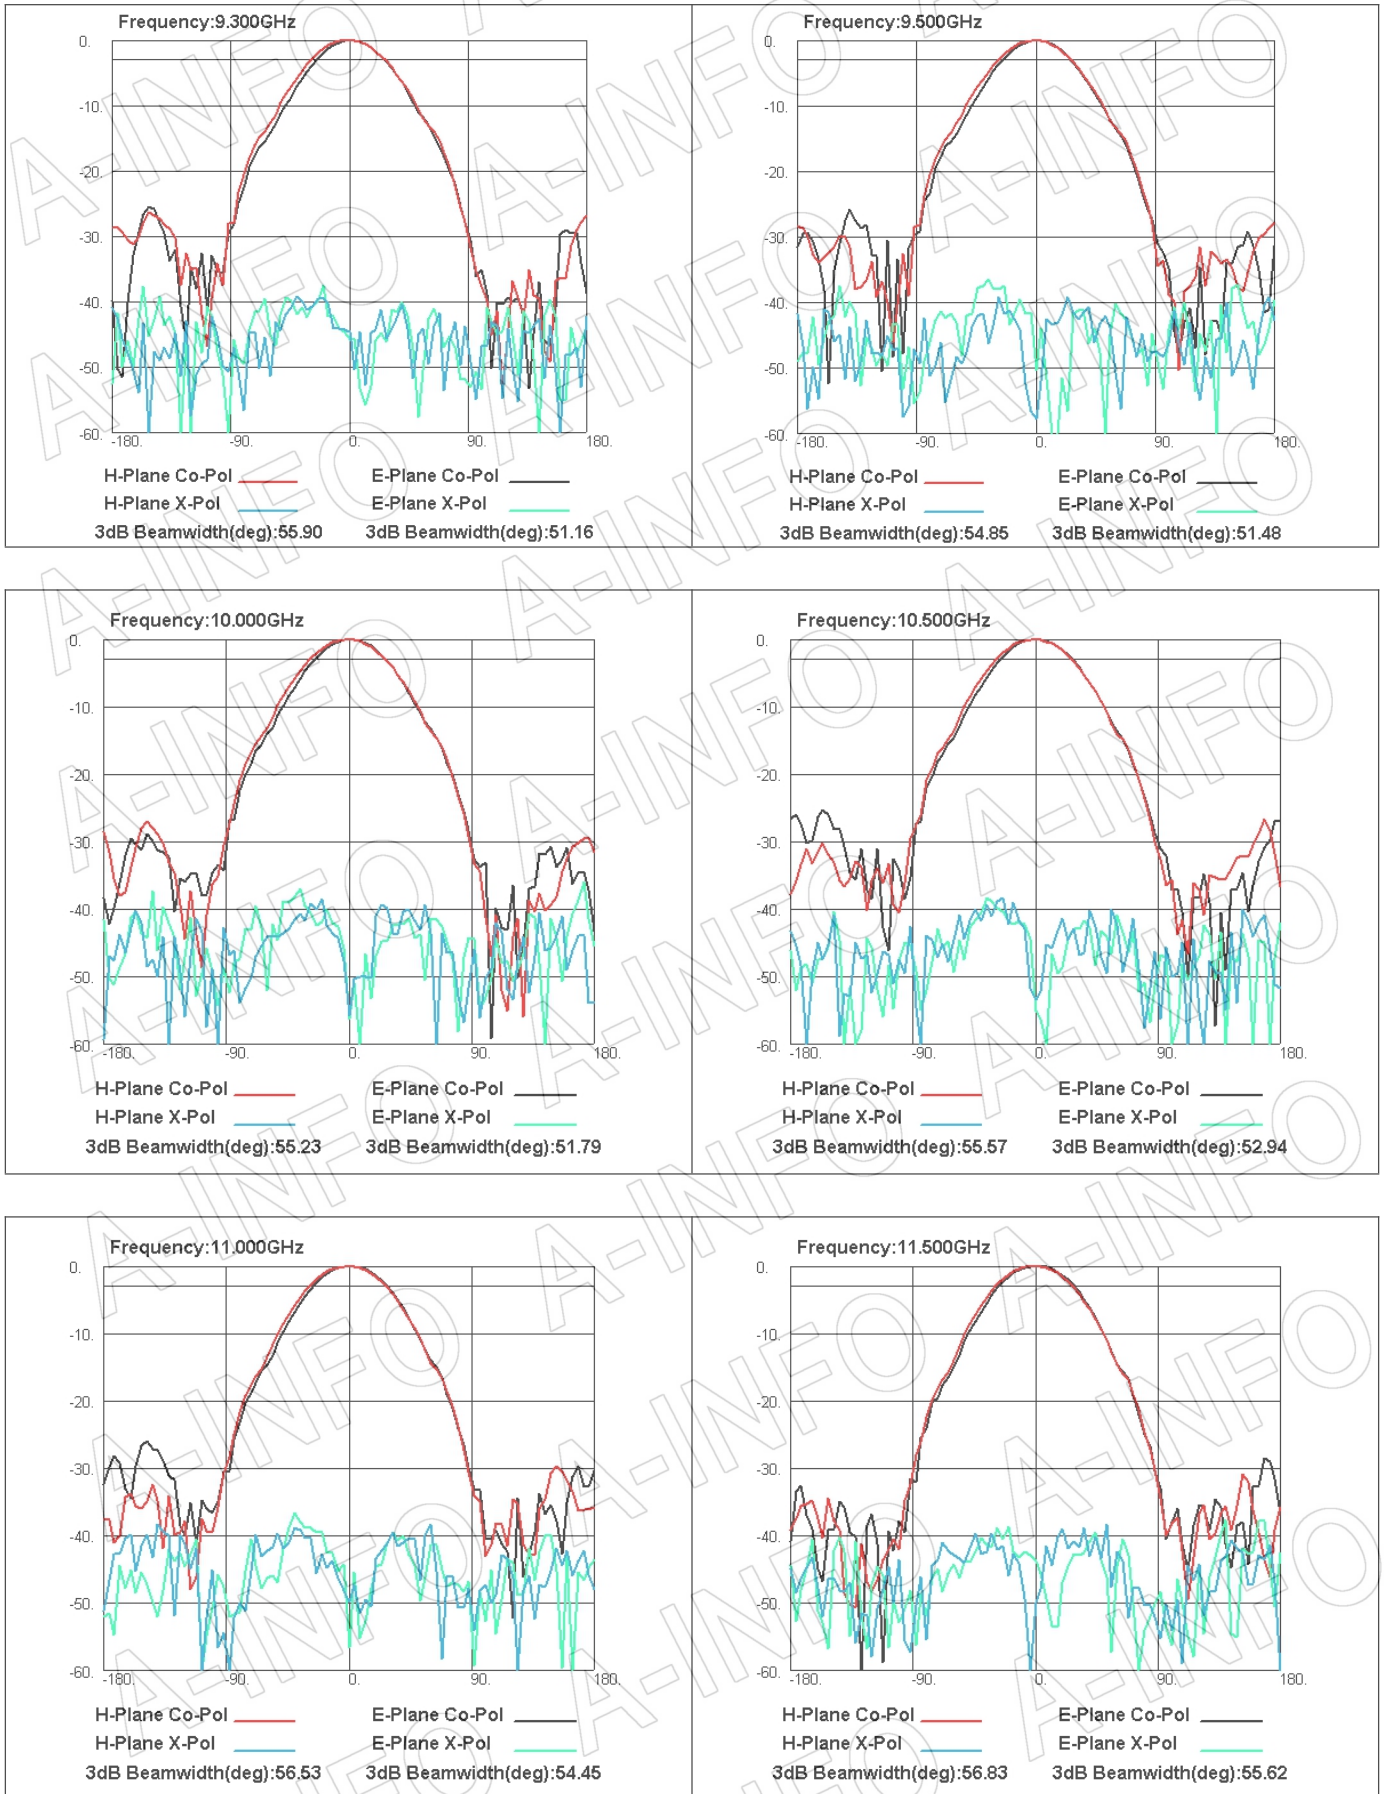 Frequency:9.300GHz
0.
-10.
-20.
-30.
-40.
-50.
-60.
-180. -90. 0. 90. 180.
H-Plane Co-Pol E-Plane Co-Pol
H-Plane X-Pol E-Plane X-Pol
3dB Beamwidth(deg):55.90 3dB Beamwidth(deg):51.16
Frequency:9.500GHz
0.
-10.
-20.
-30.
-40.
-50.
-60.
-180. -90. 0. 90. 180.
H-Plane Co-Pol E-Plane Co-Pol
H-Plane X-Pol E-Plane X-Pol
3dB Beamwidth(deg):54.85 3dB Beamwidth(deg):51.48
Frequency:10.000GHz
0.
-10.
-20.
-30.
-40.
-50.
-60.
-180. -90. 0. 90. 180.
H-Plane Co-Pol E-Plane Co-Pol
H-Plane X-Pol E-Plane X-Pol
3dB Beamwidth(deg):55.23 3dB Beamwidth(deg):51.79
Frequency:10.500GHz
0.
-10.
-20.
-30.
-40.
-50.
-60.
-180. -90. 0. 90. 180.
H-Plane Co-Pol E-Plane Co-Pol
H-Plane X-Pol E-Plane X-Pol
3dB Beamwidth(deg):55.57 3dB Beamwidth(deg):52.94
Frequency:11.000GHz
0.
-10.
-20.
-30.
-40.
-50.
-60.
-180. -90. 0. 90. 180.
H-Plane Co-Pol E-Plane Co-Pol
H-Plane X-Pol E-Plane X-Pol
3dB Beamwidth(deg):56.53 3dB Beamwidth(deg):54.45
Frequency:11.500GHz
0.
-10.
-20.
-30.
-40.
-50.
-60.
-180. -90. 0. 90. 180.
H-Plane Co-Pol E-Plane Co-Pol
H-Plane X-Pol E-Plane X-Pol
3dB Beamwidth(deg):56.83 3dB Beamwidth(deg):55.62
A-INFO